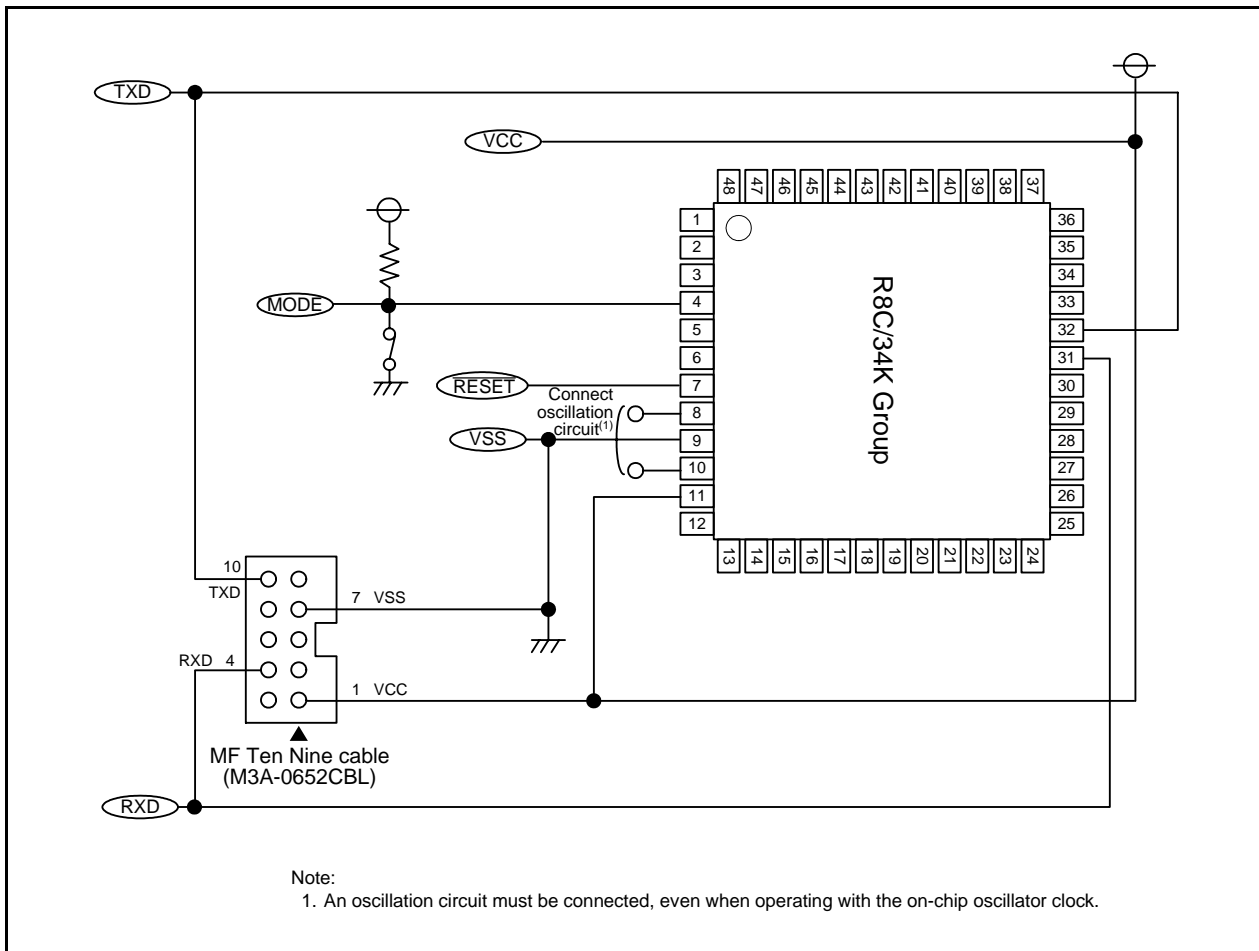 TXD
VCC
48 47 46 45 44 43 42 41 40 39 38 37
1
2
3
4
5
6
7
8
9
10
11
12
36
35
34
33
32
31
30
29
28
27
26
25
13 14 15 16 17 18 19 20 21 22 23 24
R8C/34K Group
MODE
RESET
Connect
oscillation
circuit(1)
VSS
10
TXD
7 VSS
RXD 4
1 VCC
MF Ten Nine cable
(M3A-0652CBL)
RXD
Note:
1. An oscillation circuit must be connected, even when operating with the on-chip oscillator clock.